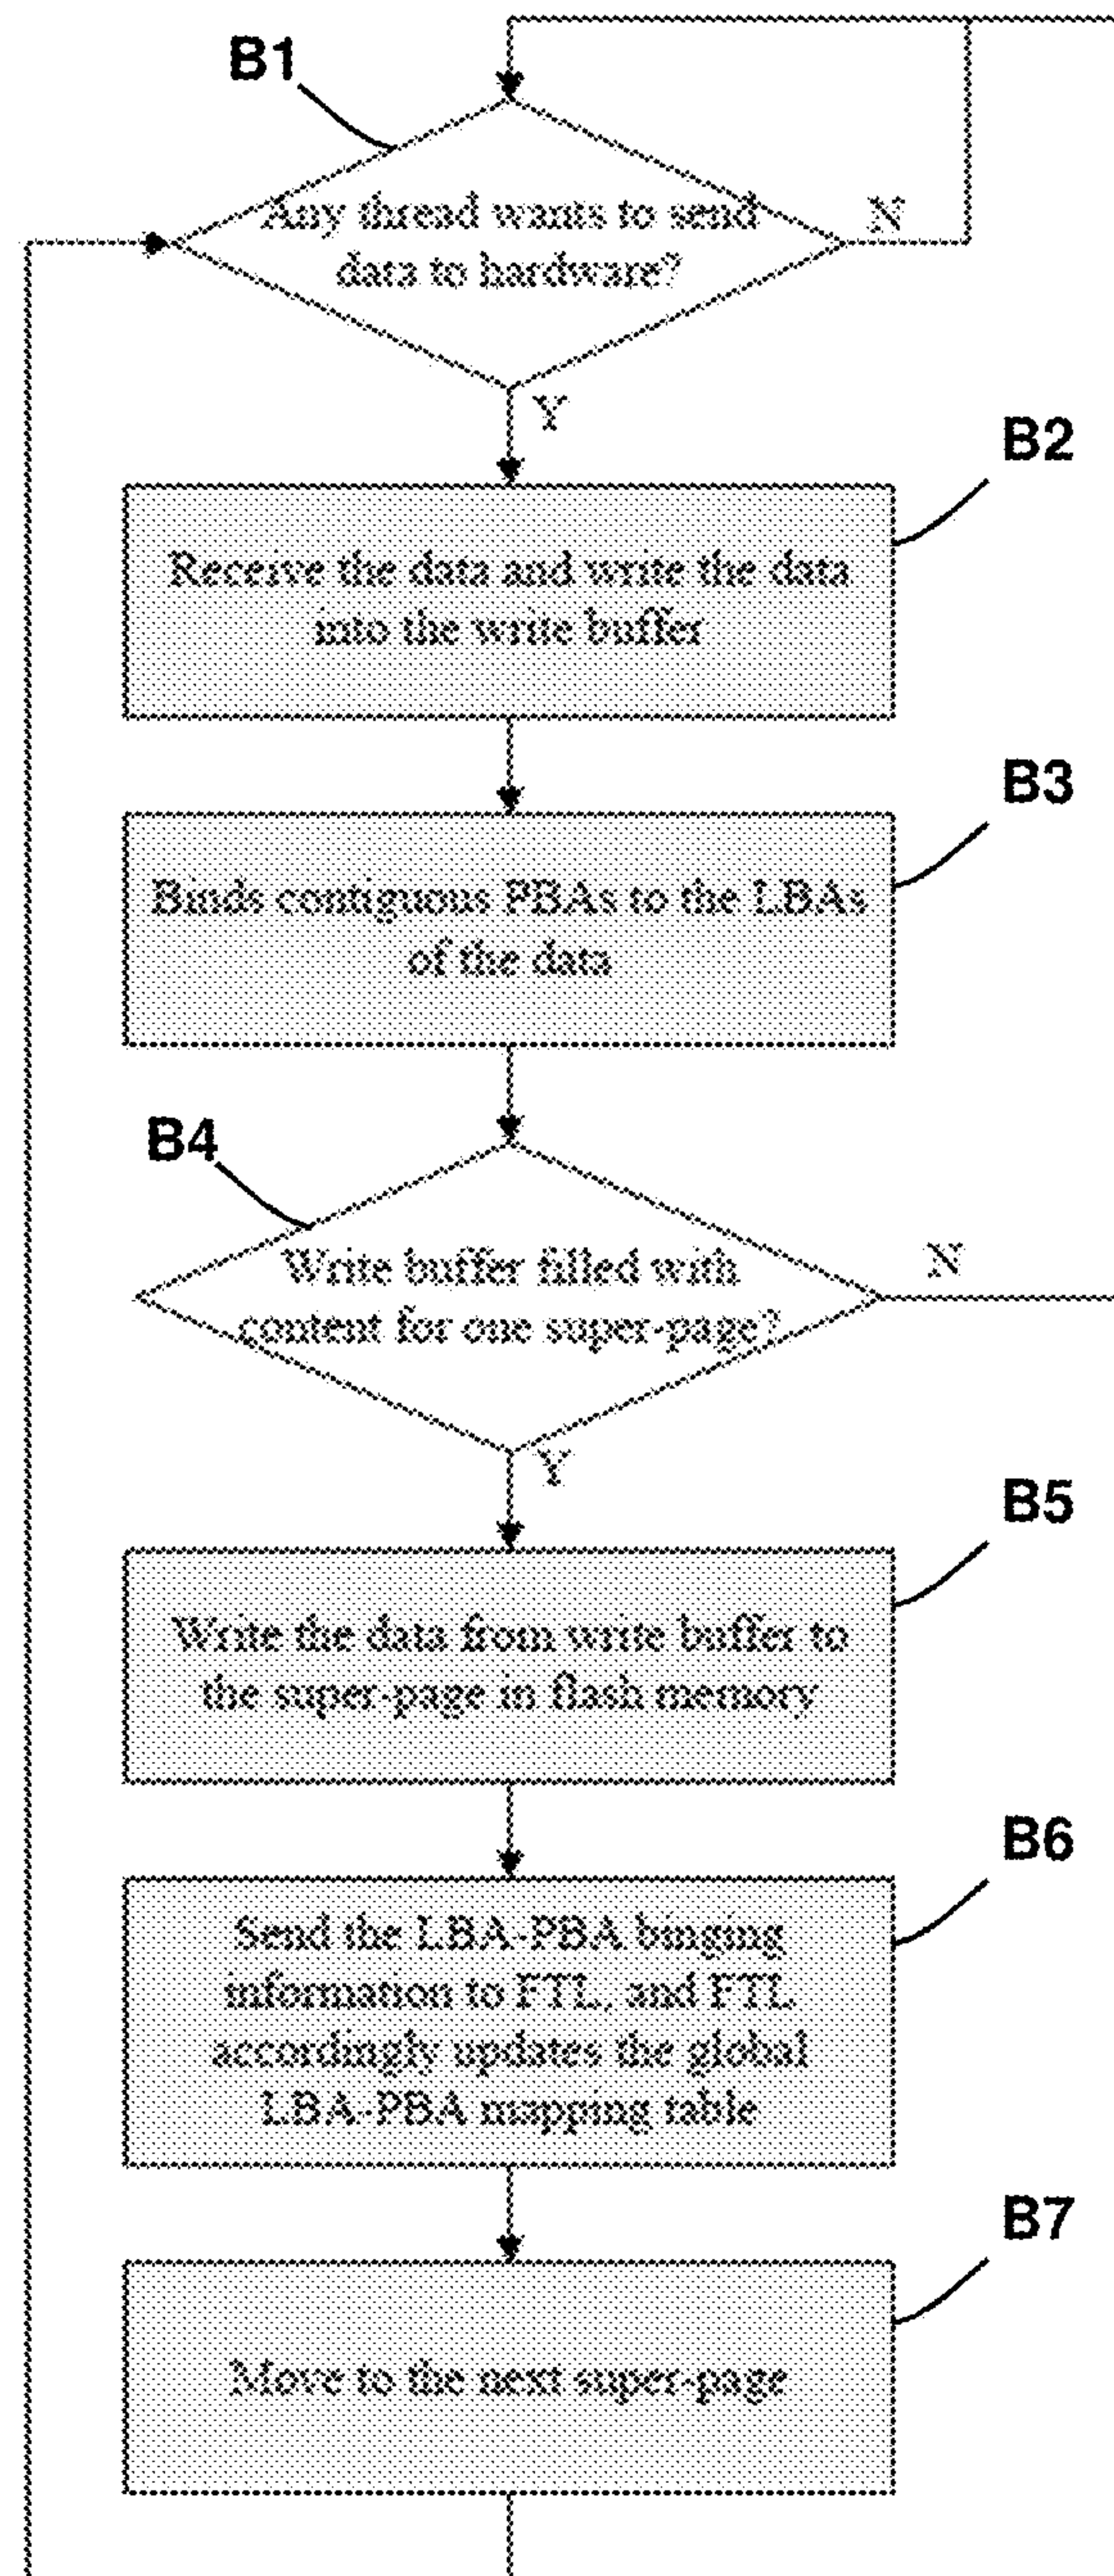 B1
Any thread wants to send
data to hardware?
N
Y
B2
Receive the data and write the data
into the write buffer
B3
Binds contiguous PBAs to the LBAs
of the data
B4
Write buffer filled with
content for one super-page?
N
Y
B5
Write the data from write buffer to
the super-page in flash memory
B6
Send the LBA-PBA binging
information to FTL, and FTL
accordingly updates the global
LBA-PBA mapping table
B7
Move to the next super-page